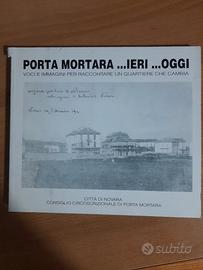 PORTA MORTARA ...IERI ...OGGI
VOCI E IMMAGINI PER RACCONTARE UN QUARTIERE CHE CAMBIA
CITTÀ DI NOVARA
CONSIGLIO CIRCOSCRIZIONALE DI PORTA MORTARA
subito